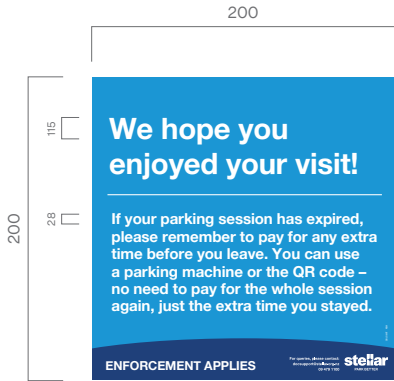 200
200
115
28
We hope you
enjoyed your visit!
If your parking session has expired,
please remember to pay for any extra
time before you leave. You can use
a parking machine or the QR code –
no need to pay for the whole session
again, just the extra time you stayed.
ENFORCEMENT APPLIES
For queries, please contact
stellar
PARK BETTER